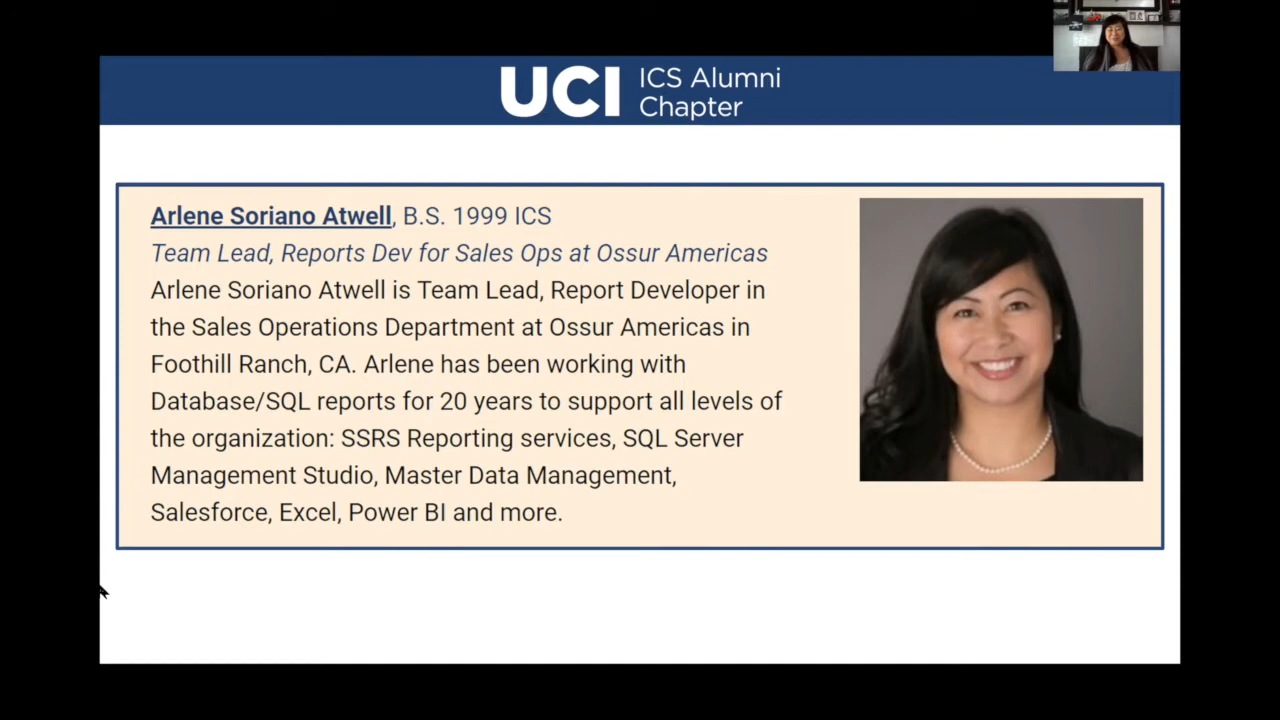 UCI ICS Alumni
Chapter
Arlene Soriano Atwell, B.S. 1999 ICS
Team Lead, Reports Dev for Sales Ops at Ossur Americas
Arlene Soriano Atwell is Team Lead, Report Developer in
the Sales Operations Department at Ossur Americas in
Foothill Ranch, CA. Arlene has been working with
Database/SQL reports for 20 years to support all levels of
the organization: SSRS Reporting services, SQL Server
Management Studio, Master Data Management,
Salesforce, Excel, Power BI and more.